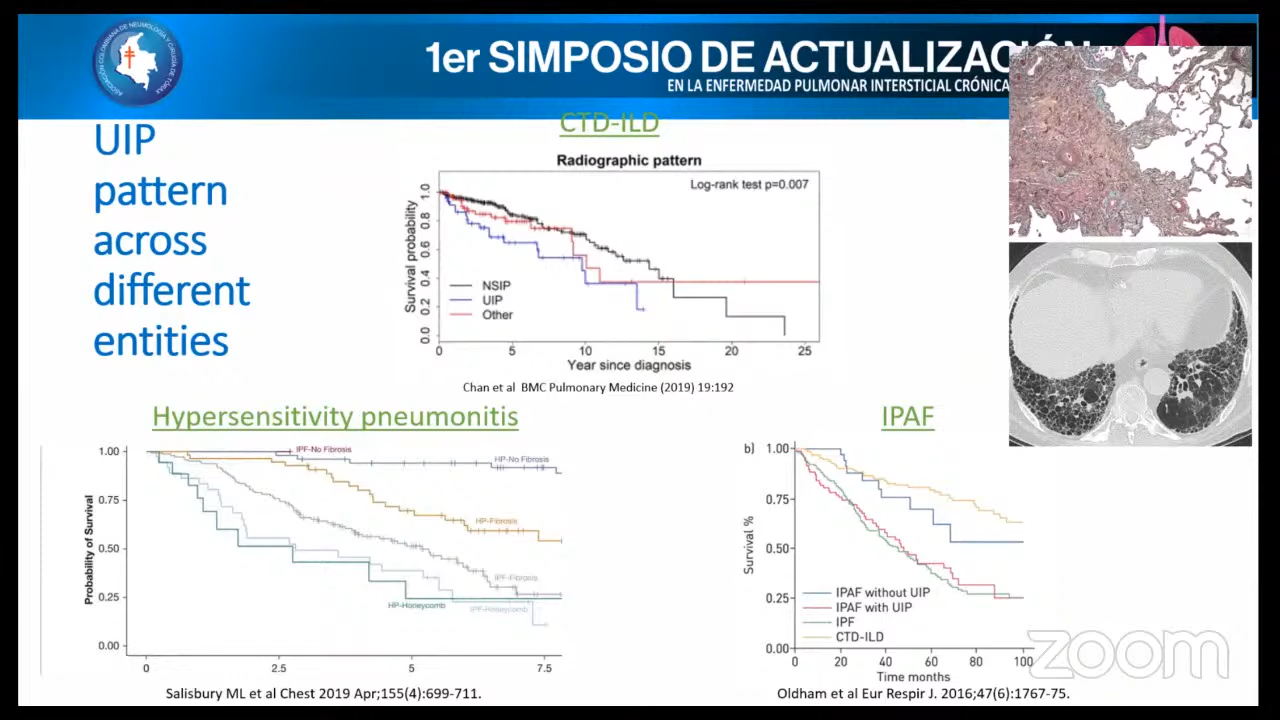 ASOCIACIÓN COLOMBIANA DE NEUMOLOGÍA Y CIRUGÍA DE TÓRAX
1er SIMPOSIO DE ACTUALIZACIÓN
EN LA ENFERMEDAD PULMONAR INTERSTICIAL CRÓNICA
UIP
pattern
across
different
entities
CTD-ILD
Radiographic pattern
Log-rank test p=0.007
Survival probability
1.0
0.8
0.6
0.4
0.2
0.0
NSIP
UIP
Other
0 5 10 15 20 25
Year since diagnosis
Chan et al BMC Pulmonary Medicine (2019) 19:192
Hypersensitivity pneumonitis
Probability of Survival
1.00
0.75
0.50
0.25
0.00
IPF-No Fibrosis
HP-No Fibrosis
HP-Fibrosis
IPF-Fibrosis
HP-Honeycomb
IPF-Honeycomb
0 2.5 5 7.5
Salisbury ML et al Chest 2019 Apr;155(4):699-711.
IPAF
b)
Survival %
1.00
0.75
0.50
0.25
0.00
IPAF without UIP
IPAF with UIP
IPF
CTD-ILD
0 20 40 60 80 100
Time months
Oldham et al Eur Respir J. 2016;47(6):1767-75.
zoom